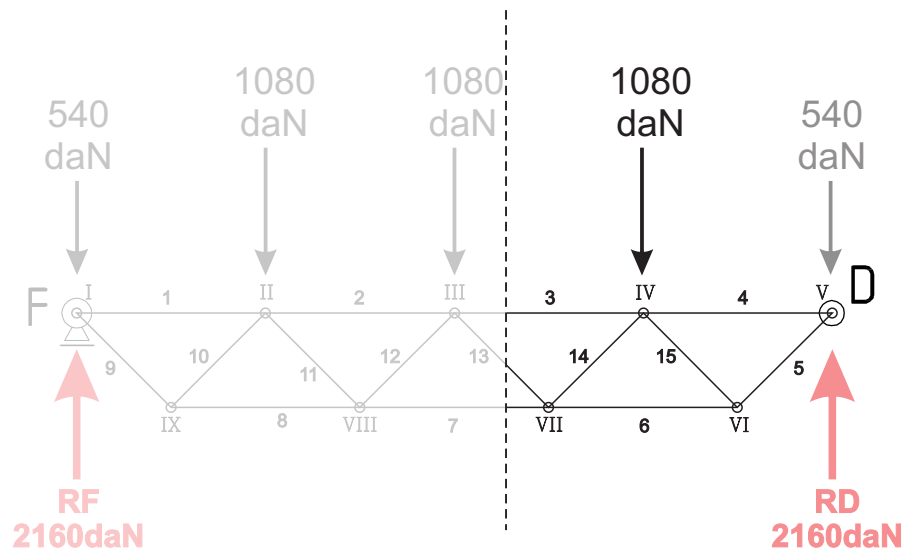 1080
daN
1080
daN
1080
daN
540
daN
540
daN
F
I
II
III
IV
V
D
1
2
3
4
9
10
11
12
13
14
15
5
IX
8
VIII
7
VII
6
VI
RF
2160daN
RD
2160daN